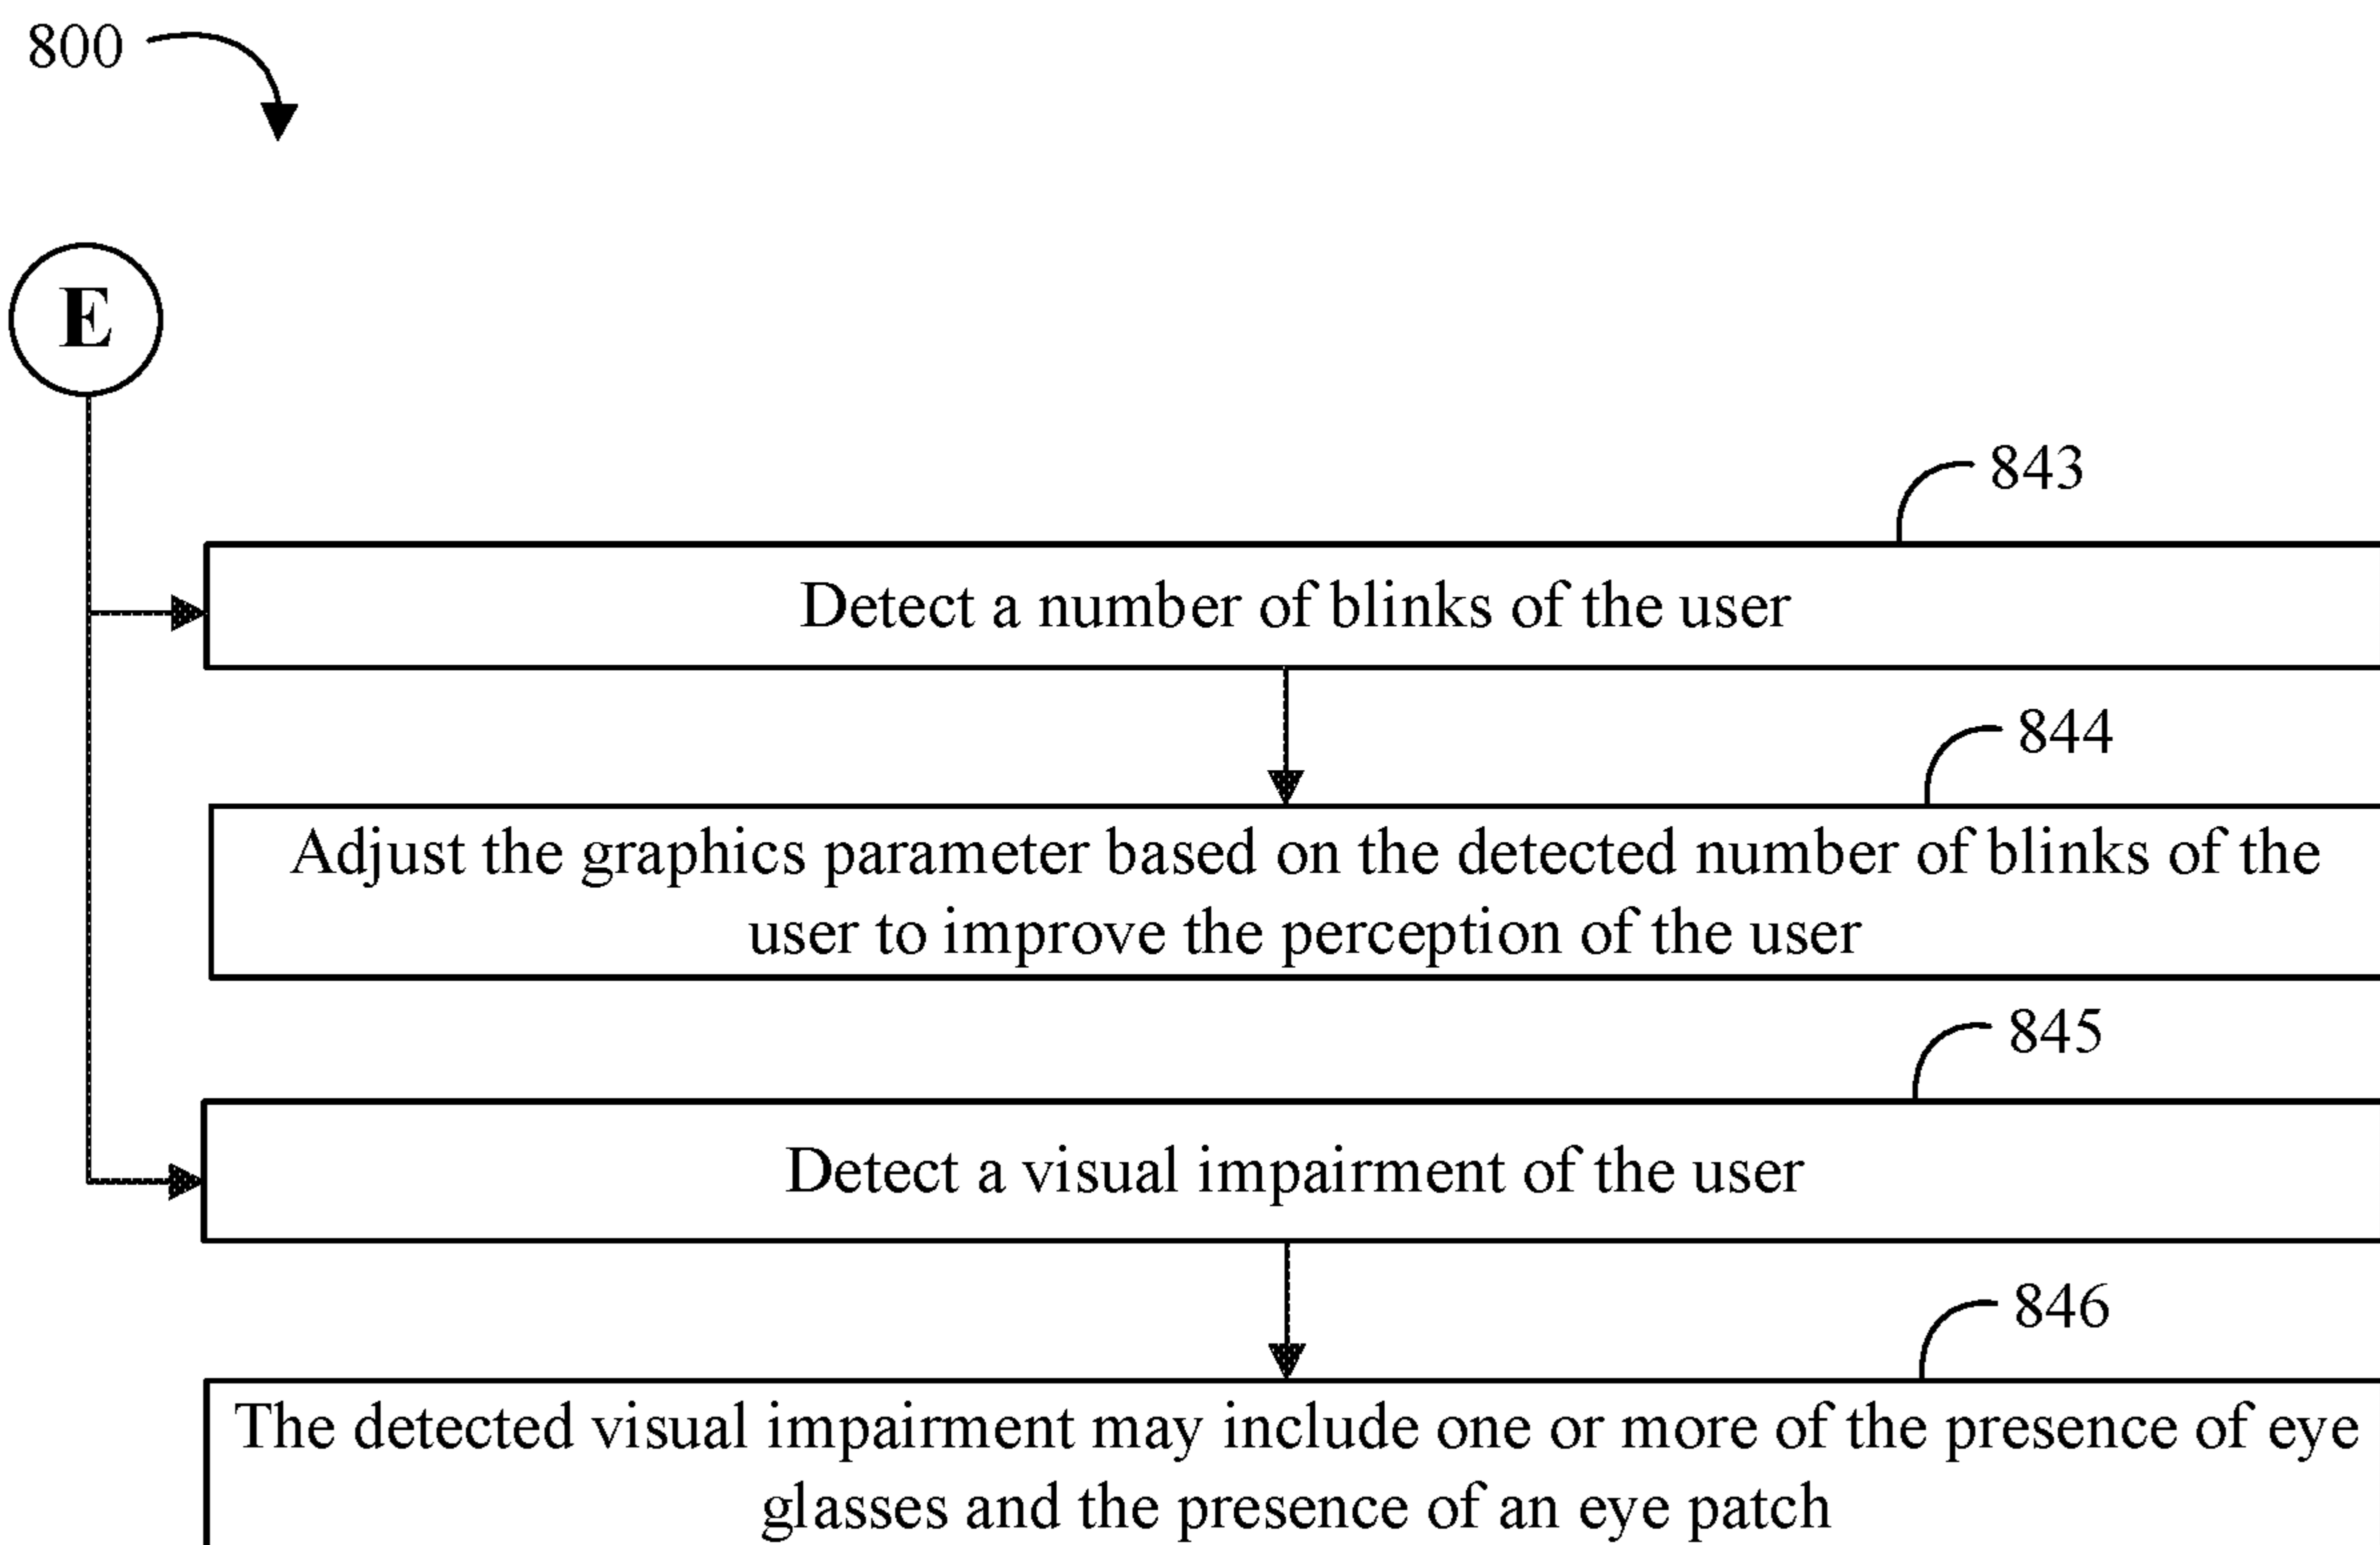 800
E
843
Detect a number of blinks of the user
844
Adjust the graphics parameter based on the detected number of blinks of the
user to improve the perception of the user
845
Detect a visual impairment of the user
846
The detected visual impairment may include one or more of the presence of eye
glasses and the presence of an eye patch